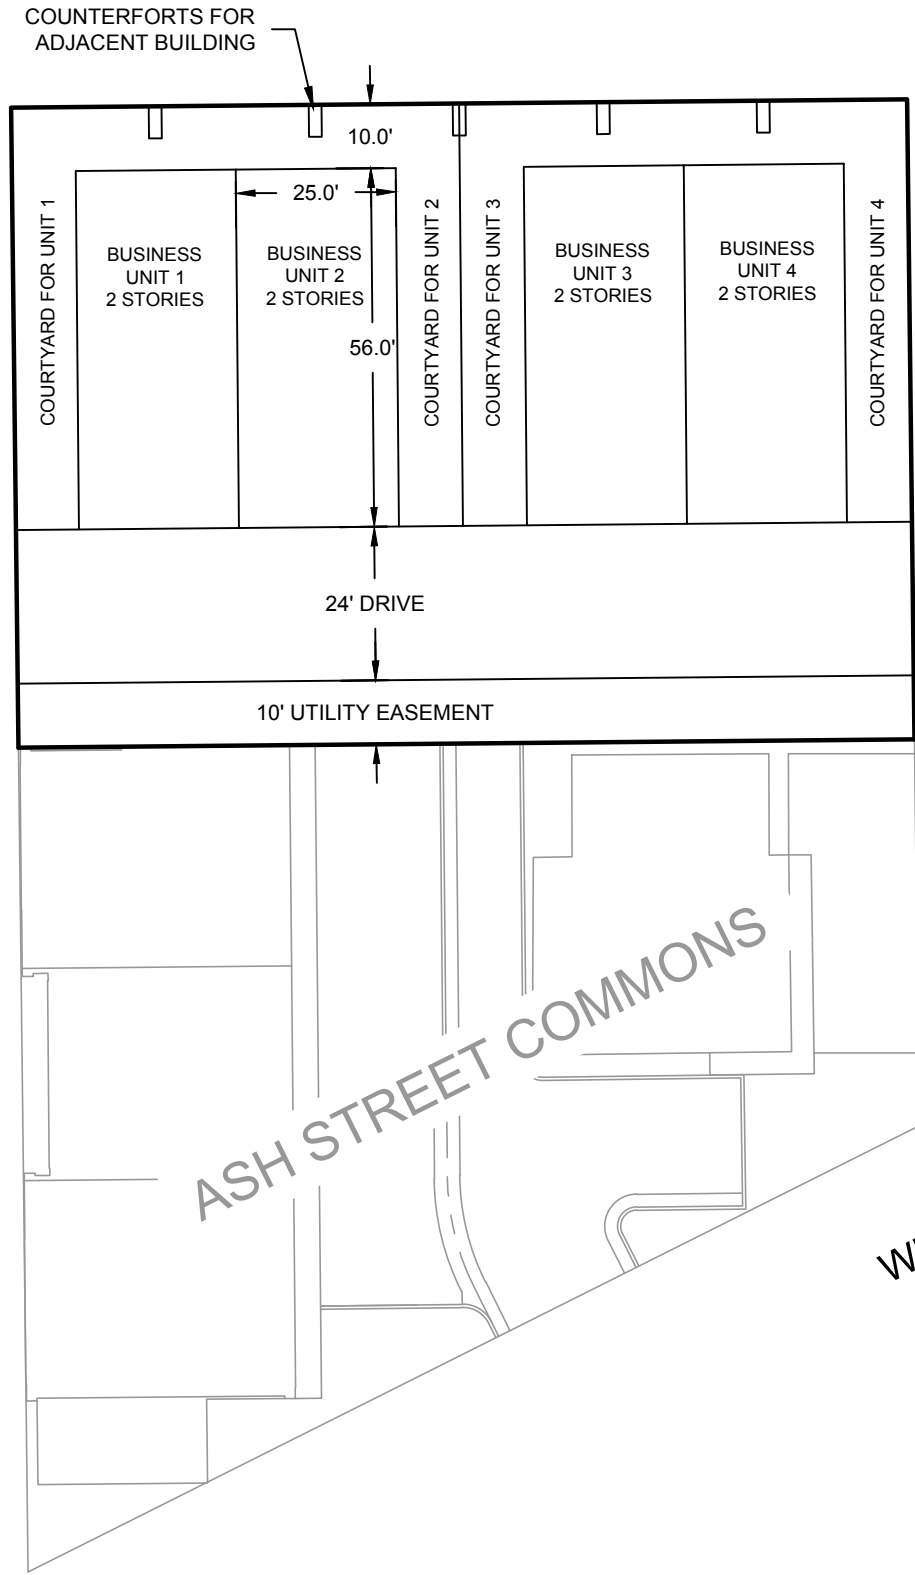 COUNTERFORTS FOR
ADJACENT BUILDING
10.0'
25.0'
COURTYARD FOR UNIT 1
BUSINESS
UNIT 1
2 STORIES
BUSINESS
UNIT 2
2 STORIES
56.0'
COURTYARD FOR UNIT 2
COURTYARD FOR UNIT 3
BUSINESS
UNIT 3
2 STORIES
BUSINESS
UNIT 4
2 STORIES
COURTYARD FOR UNIT 4
24' DRIVE
10' UTILITY EASEMENT
ASH STREET COMMONS